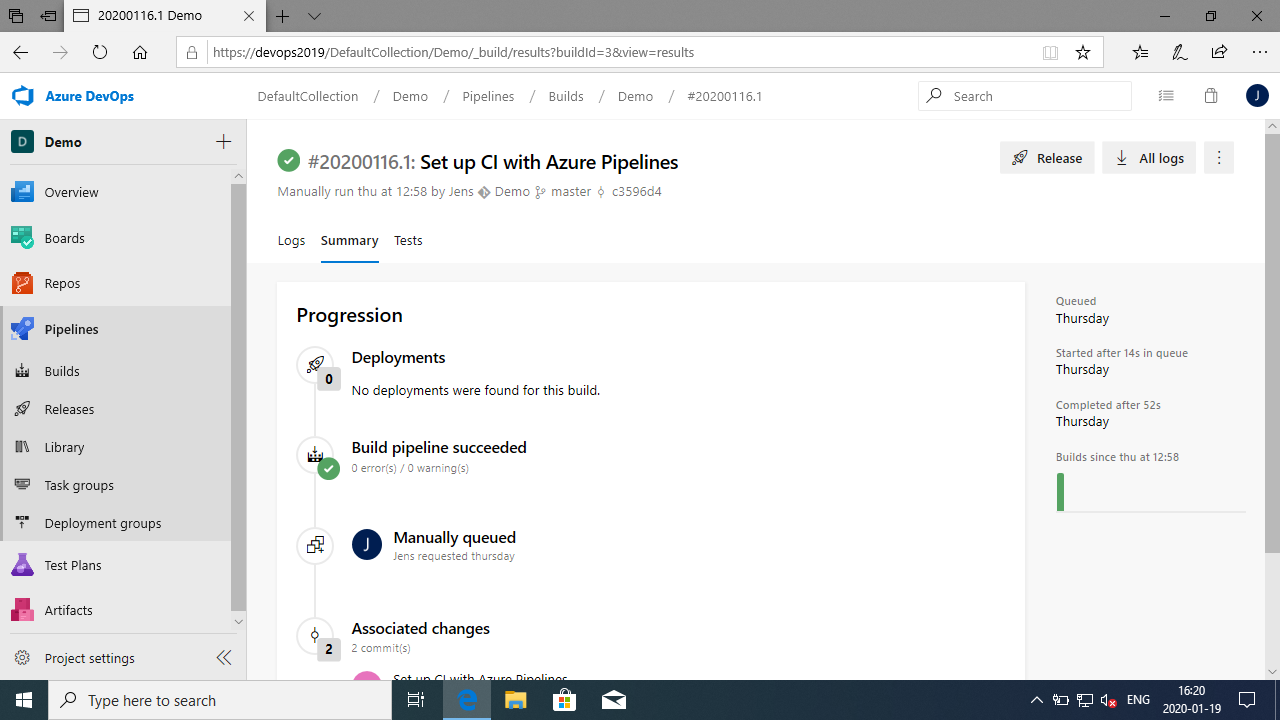 20200116.1 Demo
https://devops2019/DefaultCollection/Demo/_build/results?buildId=3&view=results
Azure DevOps
DefaultCollection / Demo / Pipelines / Builds / Demo / #20200116.1
Search
J
D Demo
Overview
Boards
Repos
Pipelines
Builds
Releases
Library
Task groups
Deployment groups
Test Plans
Artifacts
Project settings
#20200116.1: Set up CI with Azure Pipelines
Manually run thu at 12:58 by Jens Demo master c3596d4
Release
All logs
Logs Summary Tests
Progression
0
Deployments
No deployments were found for this build.
Build pipeline succeeded
0 error(s) / 0 warning(s)
J
Manually queued
Jens requested thursday
2
Associated changes
2 commit(s)
Set up CI with Azure Pipelines
Queued
Thursday
Started after 14s in queue
Thursday
Completed after 52s
Thursday
Builds since thu at 12:58
Type here to search
ENG
16:20
2020-01-19